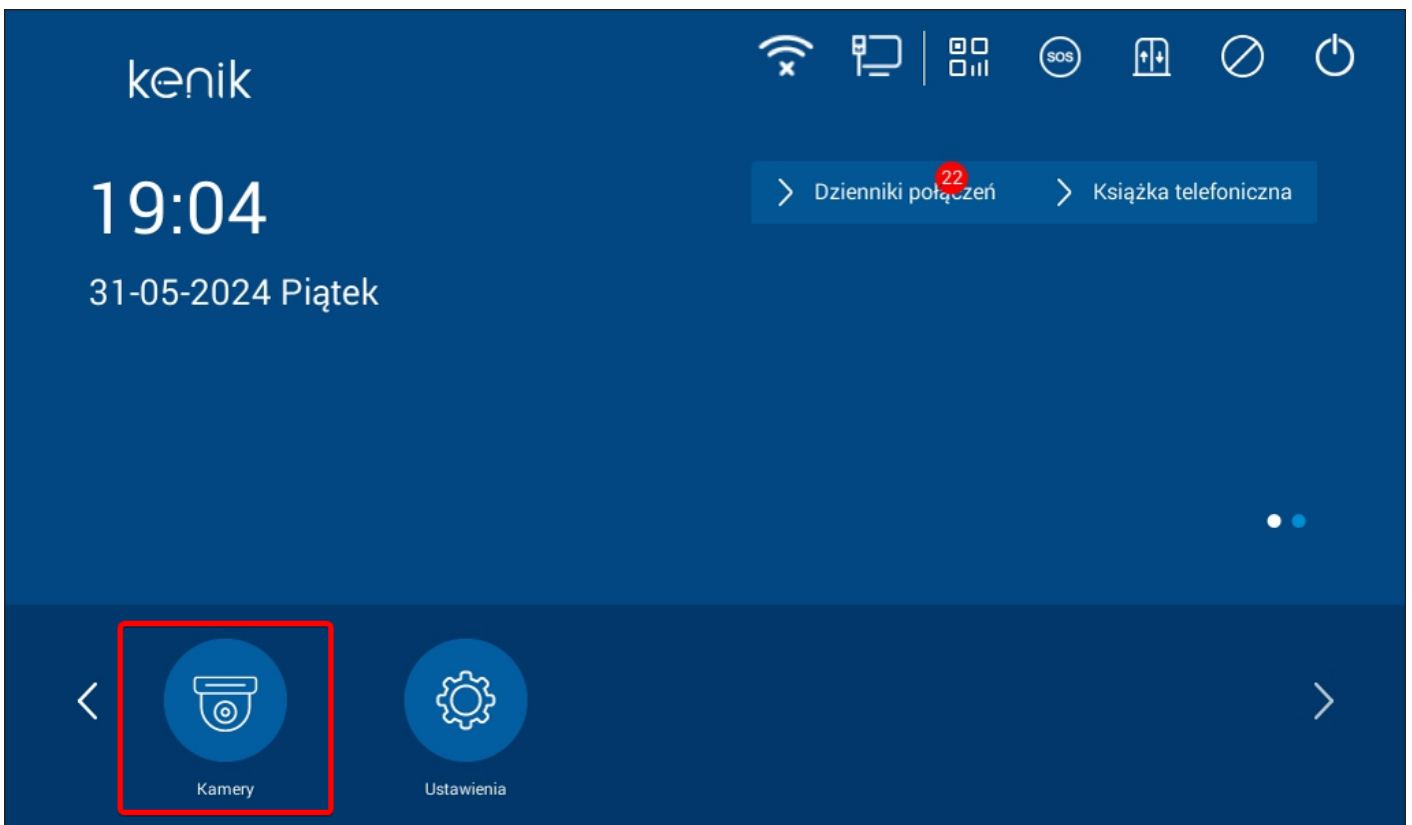 kenik
SOS
19:04
31-05-2024 Piątek
22
Dzienniki połączeń
Książka telefoniczna
Kamery
Ustawienia